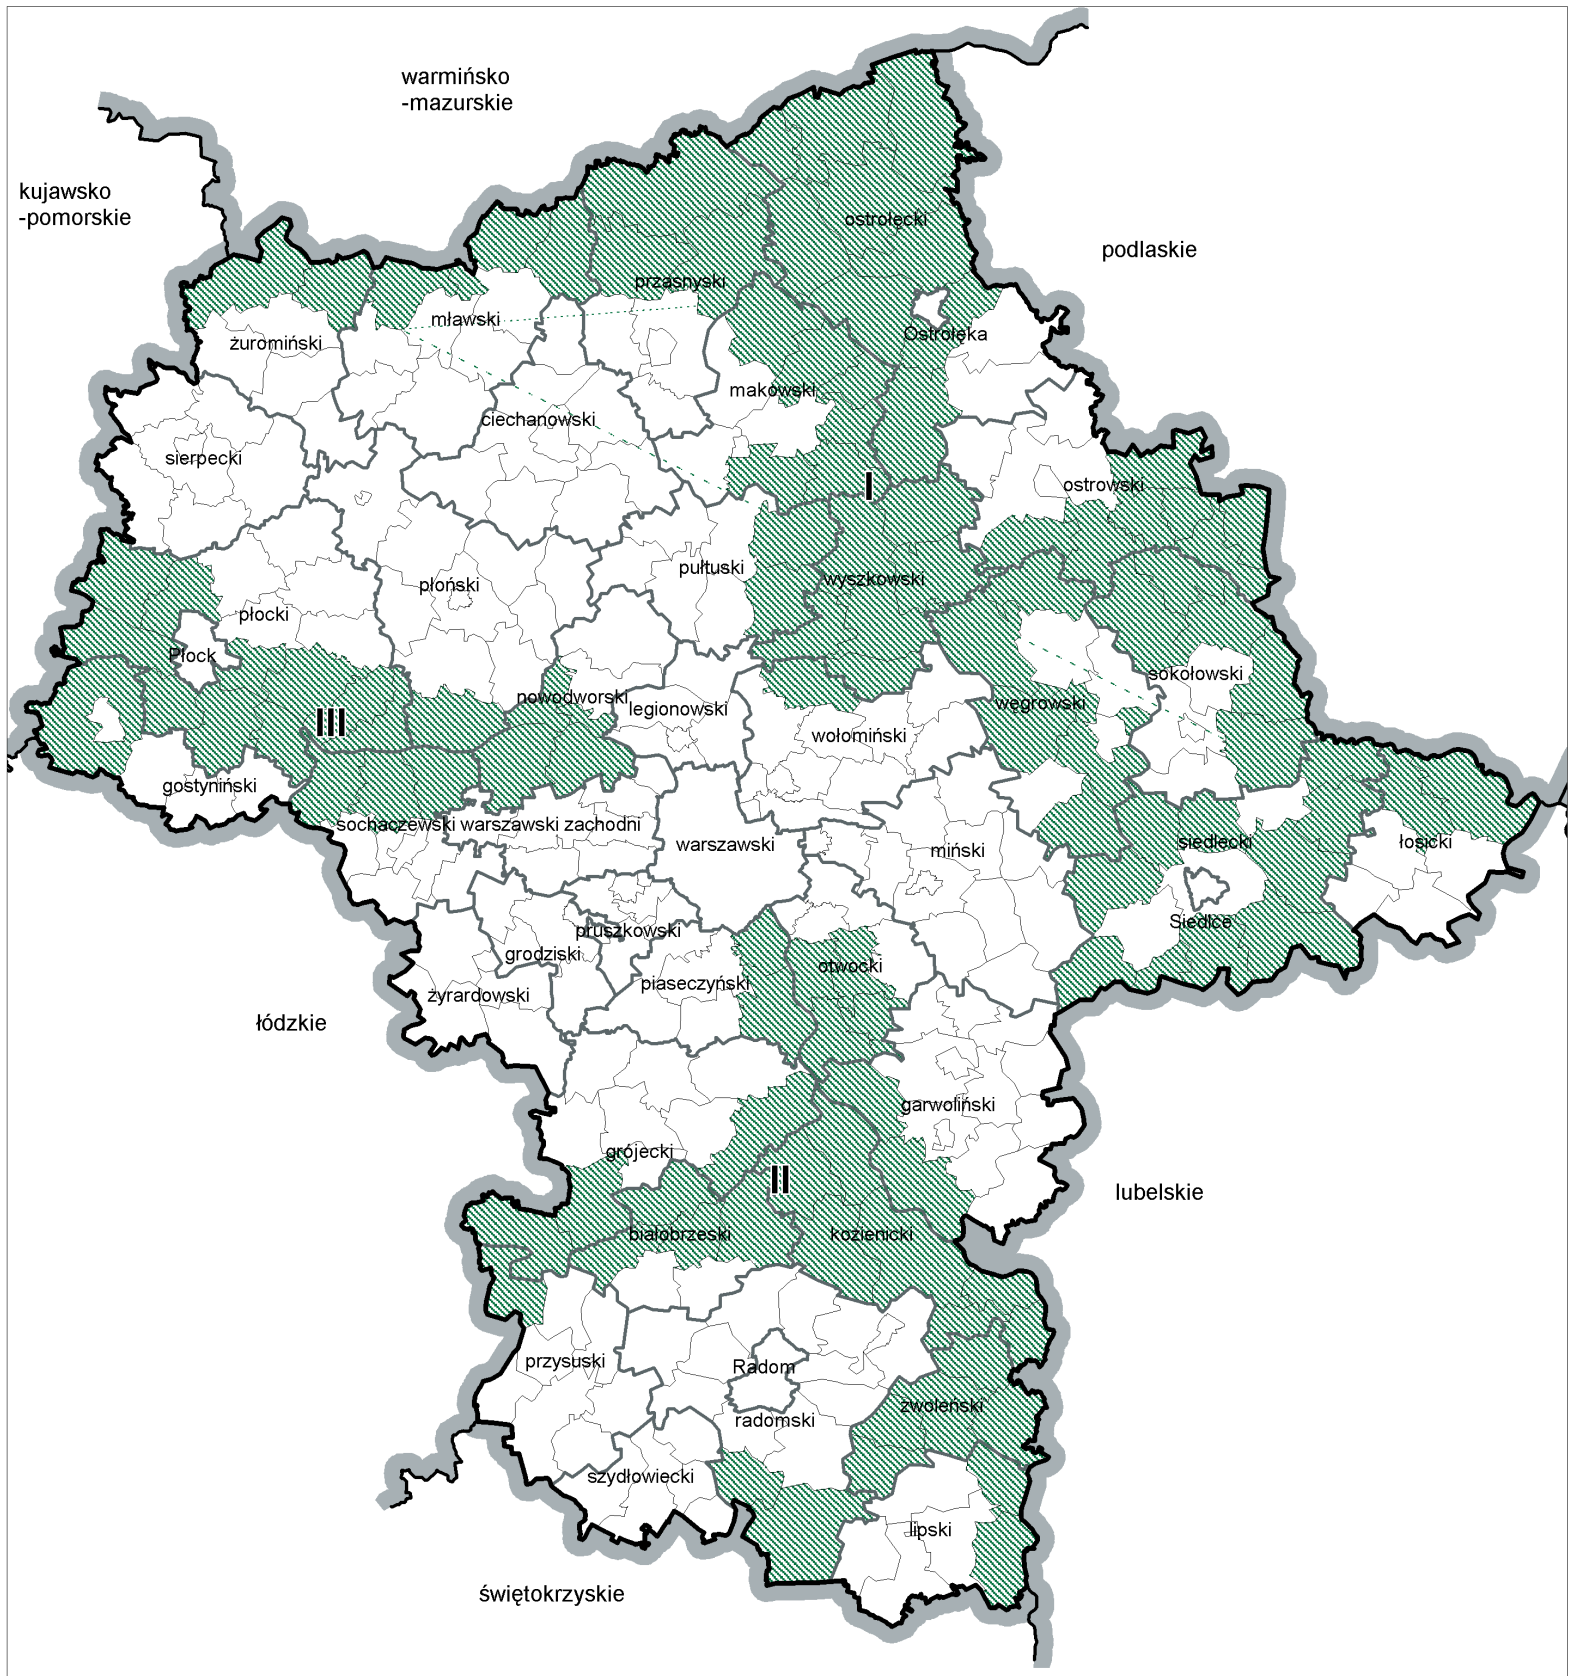 warmińsko
-mazurskie
kujawsko
-pomorskie
podlaskie
ostrołęcki
przasnyski
mławski
żuromiński
Ostrołęka
makowski
ciechanowski
sierpecki
ostrowski
I
pułtuski
wyszkowski
płoński
płocki
Płock
sokołowski
nowodworski
legionowski
węgrowski
III
wołomiński
gostyniński
sochaczewski
warszawski zachodni
warszawski
miński
siedlecki
łosicki
Siedlce
pruszkowski
grodziski
otwocki
piaseczyński
żyrardowski
łódzkie
garwoliński
grójecki
II
lubelskie
białobrzeski
kozienicki
przysuski
Radom
zwoleński
radomski
szydłowiecki
lipski
świętokrzyskie